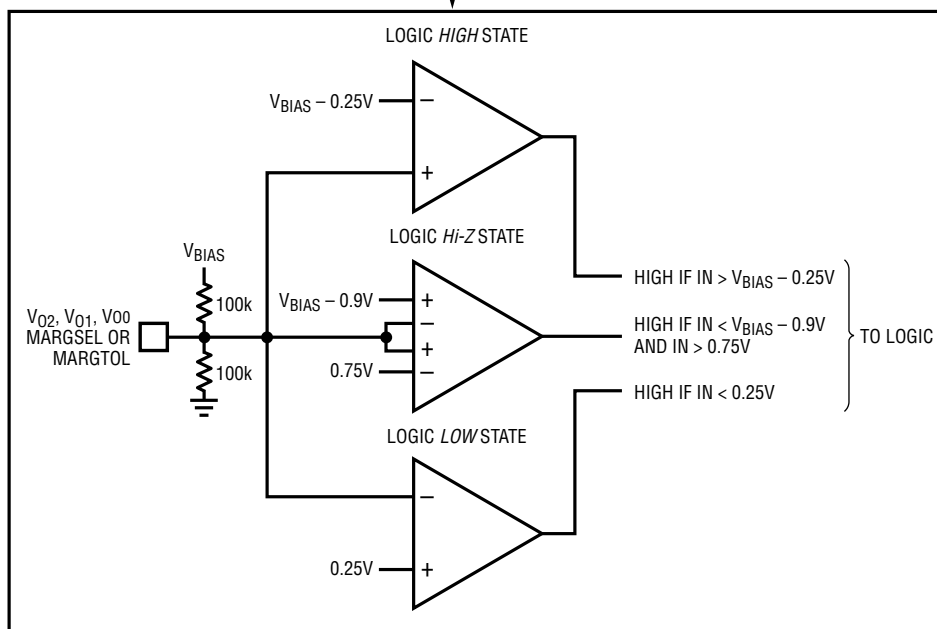 LOGIC HIGH STATE
VBIAS – 0.25V
–
+
LOGIC Hi-Z STATE
VBIAS
100k
VBIAS – 0.9V
+
–
+
–
0.75V
VO2, VO1, VO0
MARGSEL OR
MARGTOL
100k
HIGH IF IN > VBIAS – 0.25V
HIGH IF IN < VBIAS – 0.9V
AND IN > 0.75V
HIGH IF IN < 0.25V
TO LOGIC
LOGIC LOW STATE
–
0.25V
+